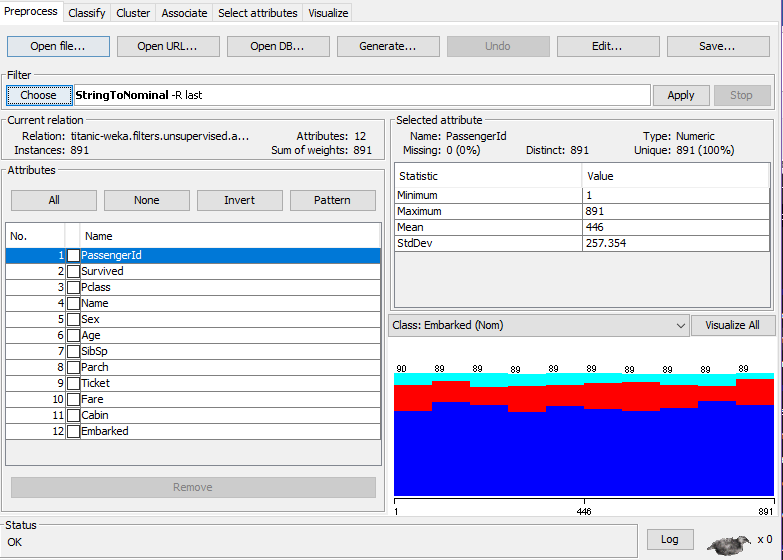 Preprocess Classify Cluster Associate Select attributes Visualize
Open file... Open URL... Open DB... Generate... Undo Edit... Save...
Filter
Choose StringToNominal -R last Apply Stop
Current relation
Relation: titanic-weka.filters.unsupervised.a... Attributes: 12
Instances: 891 Sum of weights: 891
Selected attribute
Name: PassengerId Type: Numeric
Missing: 0 (0%) Distinct: 891 Unique: 891 (100%)
Attributes
All None Invert Pattern
No. Name
1 PassengerId
2 Survived
3 Pclass
4 Name
5 Sex
6 Age
7 SibSp
8 Parch
9 Ticket
10 Fare
11 Cabin
12 Embarked
Remove
Statistic Value
Minimum 1
Maximum 891
Mean 446
StdDev 257.354
Class: Embarked (Nom) Visualize All
90 89 89 89 89 89 89 89 89 89
1 446 891
Status
OK
Log x 0